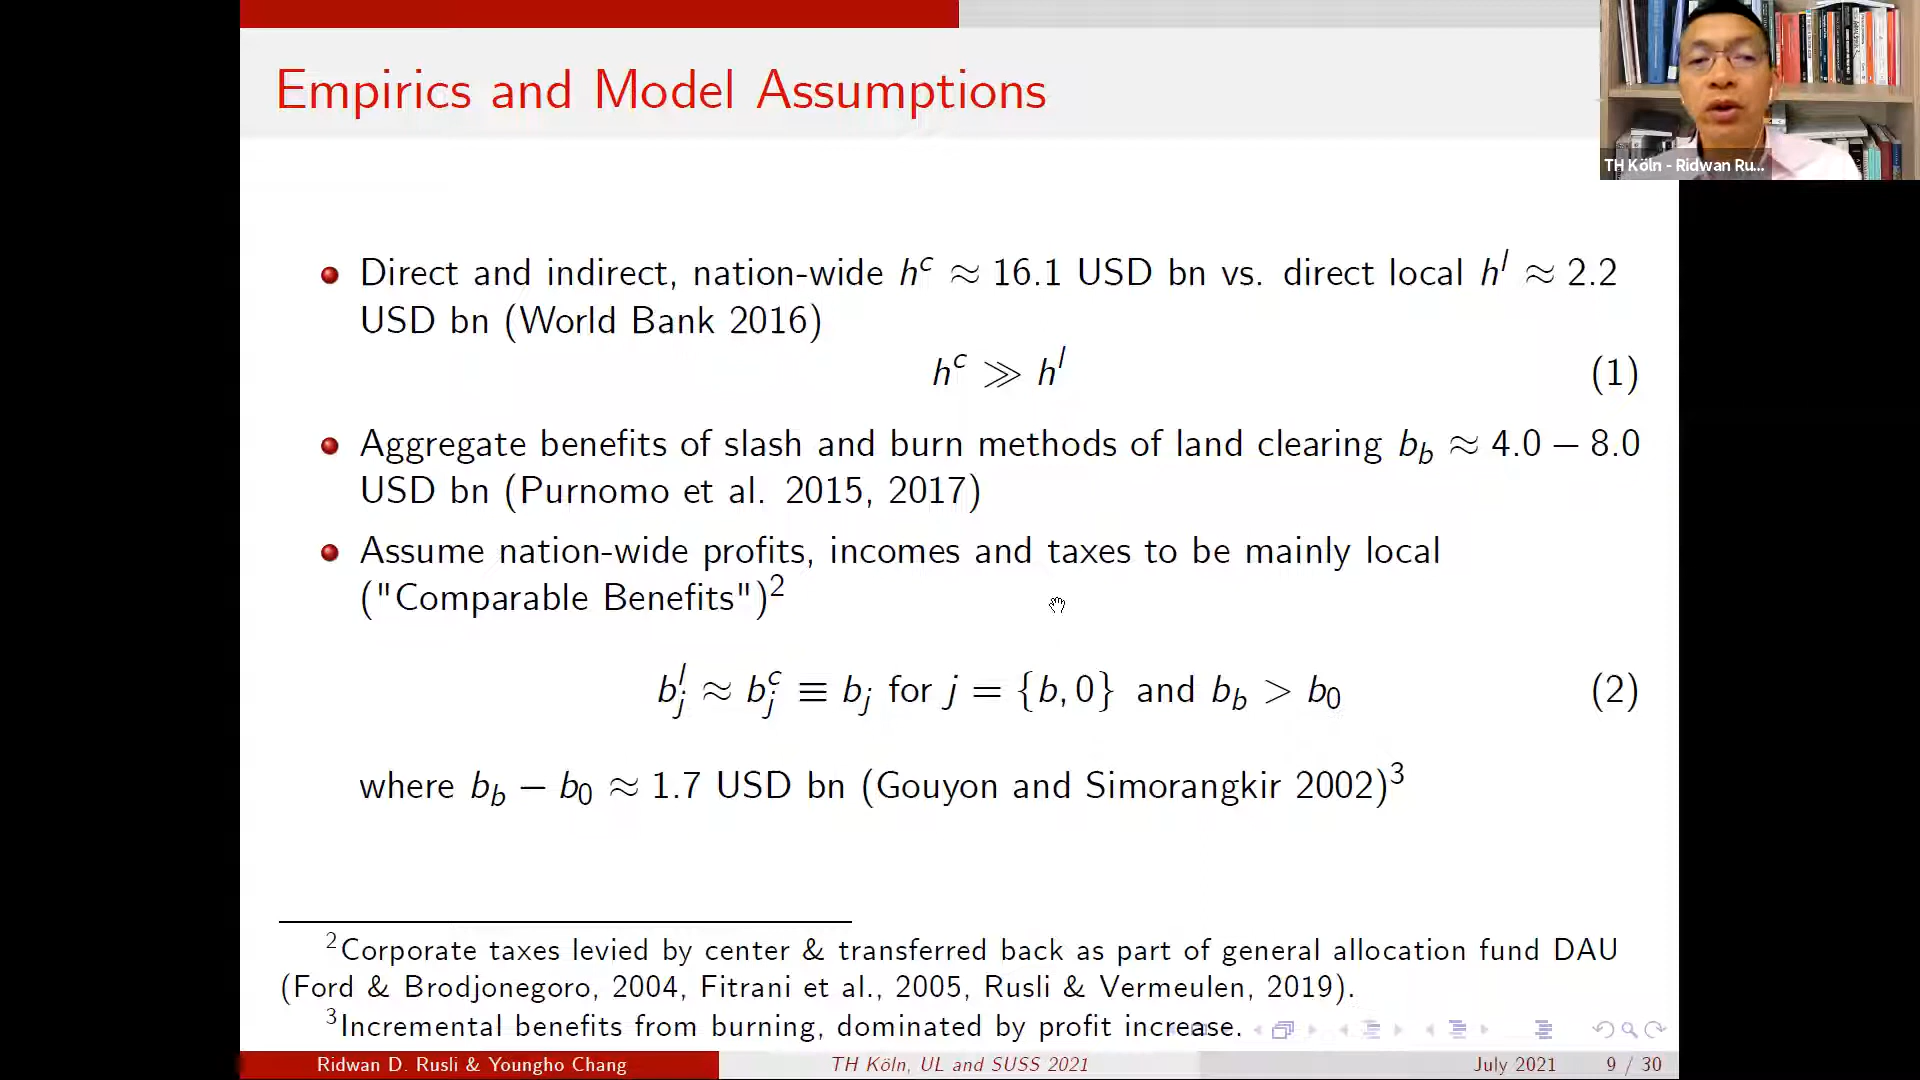 Empirics and Model Assumptions
TH Köln - Ridwan Ru...
Direct and indirect, nation-wide hᶜ ≈ 16.1 USD bn vs. direct local hˡ ≈ 2.2
USD bn (World Bank 2016)
hᶜ ≫ hˡ (1)
Aggregate benefits of slash and burn methods of land clearing b_b ≈ 4.0 − 8.0
USD bn (Purnomo et al. 2015, 2017)
Assume nation-wide profits, incomes and taxes to be mainly local
("Comparable Benefits")²
b_j^l ≈ b_j^c ≡ b_j for j = {b, 0} and b_b > b_0 (2)
where b_b − b_0 ≈ 1.7 USD bn (Gouyon and Simorangkir 2002)³
²Corporate taxes levied by center & transferred back as part of general allocation fund DAU
(Ford & Brodjonegoro, 2004, Fitrani et al., 2005, Rusli & Vermeulen, 2019).
³Incremental benefits from burning, dominated by profit increase.
Ridwan D. Rusli & Youngho Chang TH Köln, UL and SUSS 2021 July 2021 9 / 30